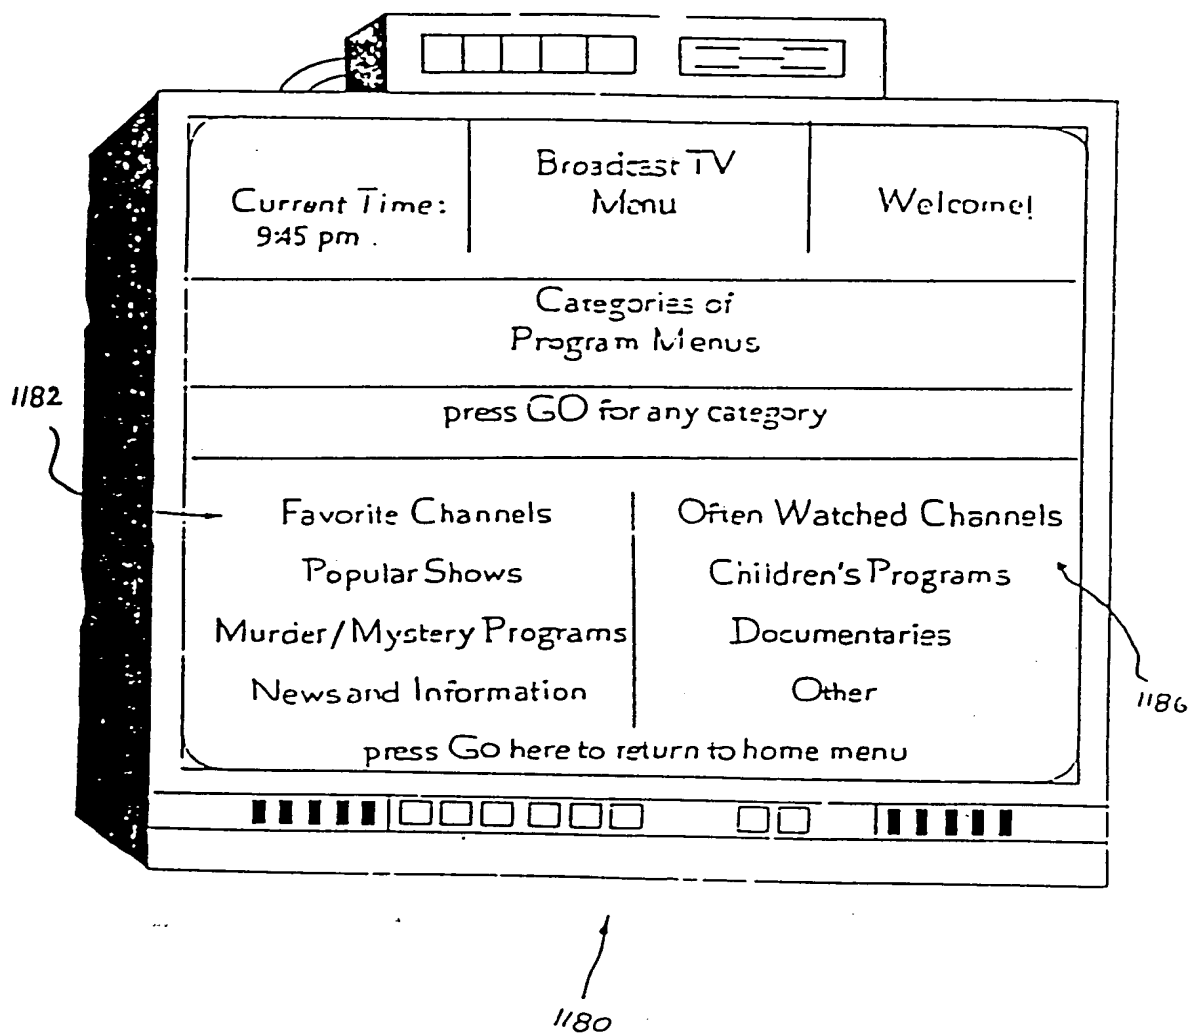 Broadcast TV
Menu
Current Time:
9:45 pm .
Welcome!
Categories of
Program Menus
press GO for any category
1182
Favorite Channels
Often Watched Channels
Popular Shows
Children's Programs
Murder/Mystery Programs
Documentaries
News and Information
Other
1186
press Go here to return to home menu
1180